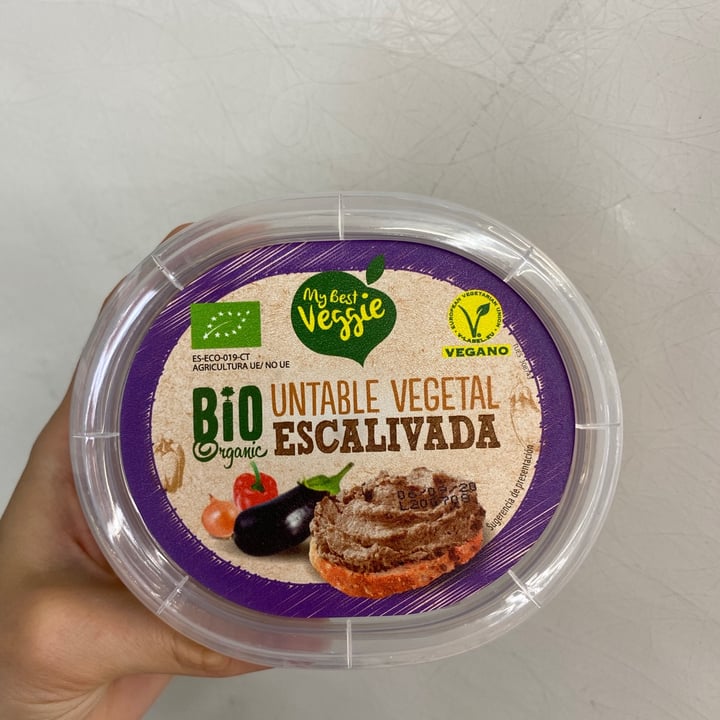 My Best
Veggie
ES-ECO-019-CT
AGRICULTURA UE/ NO UE
EUROPEAN VEGETARIAN UNION
V-LABEL.EU
VEGANO
BiO
Organic
UNTABLE VEGETAL
ESCALIVADA
Sugerencia de presentación